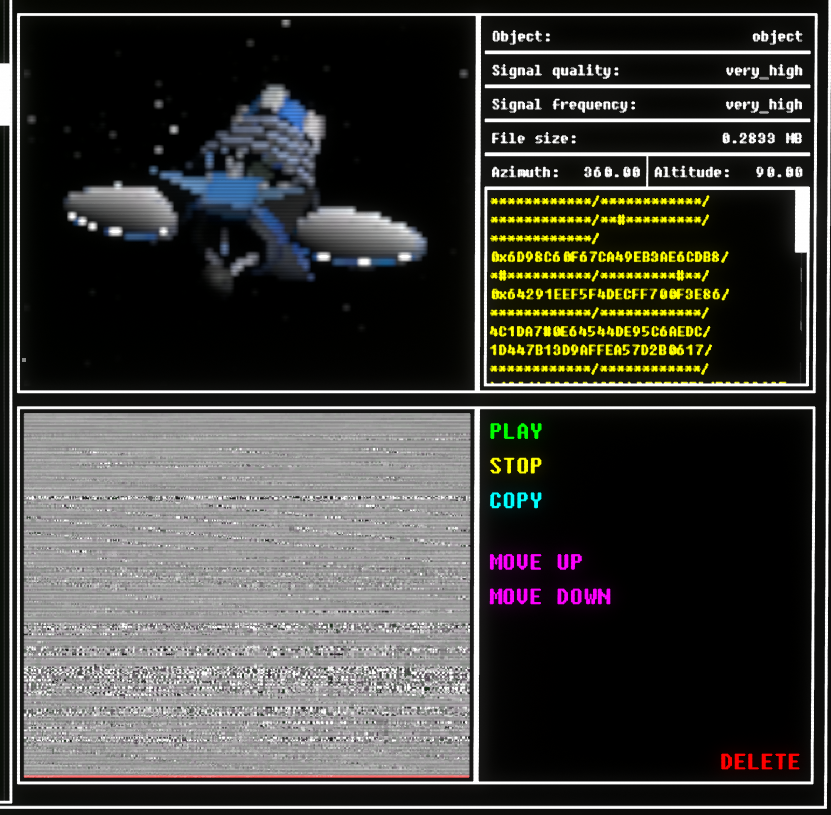 Object: object
Signal quality: very_high
Signal frequency: very_high
File size: 0.2833 MB
Azimuth: 360.00 Altitude: 90.00
************/************/
************/**#*********/
************/
0x6D98C60F67CA49EB3AE6CDB8/
*#**********/*********#**/
0x64291EEF5F4DECFF700F3E86/
************/************/
4C1DA7#0E64544DE95C6AEDC/
1D447B13D9AFFEA57D2B0617/
************/************/
PLAY
STOP
COPY
MOVE UP
MOVE DOWN
DELETE